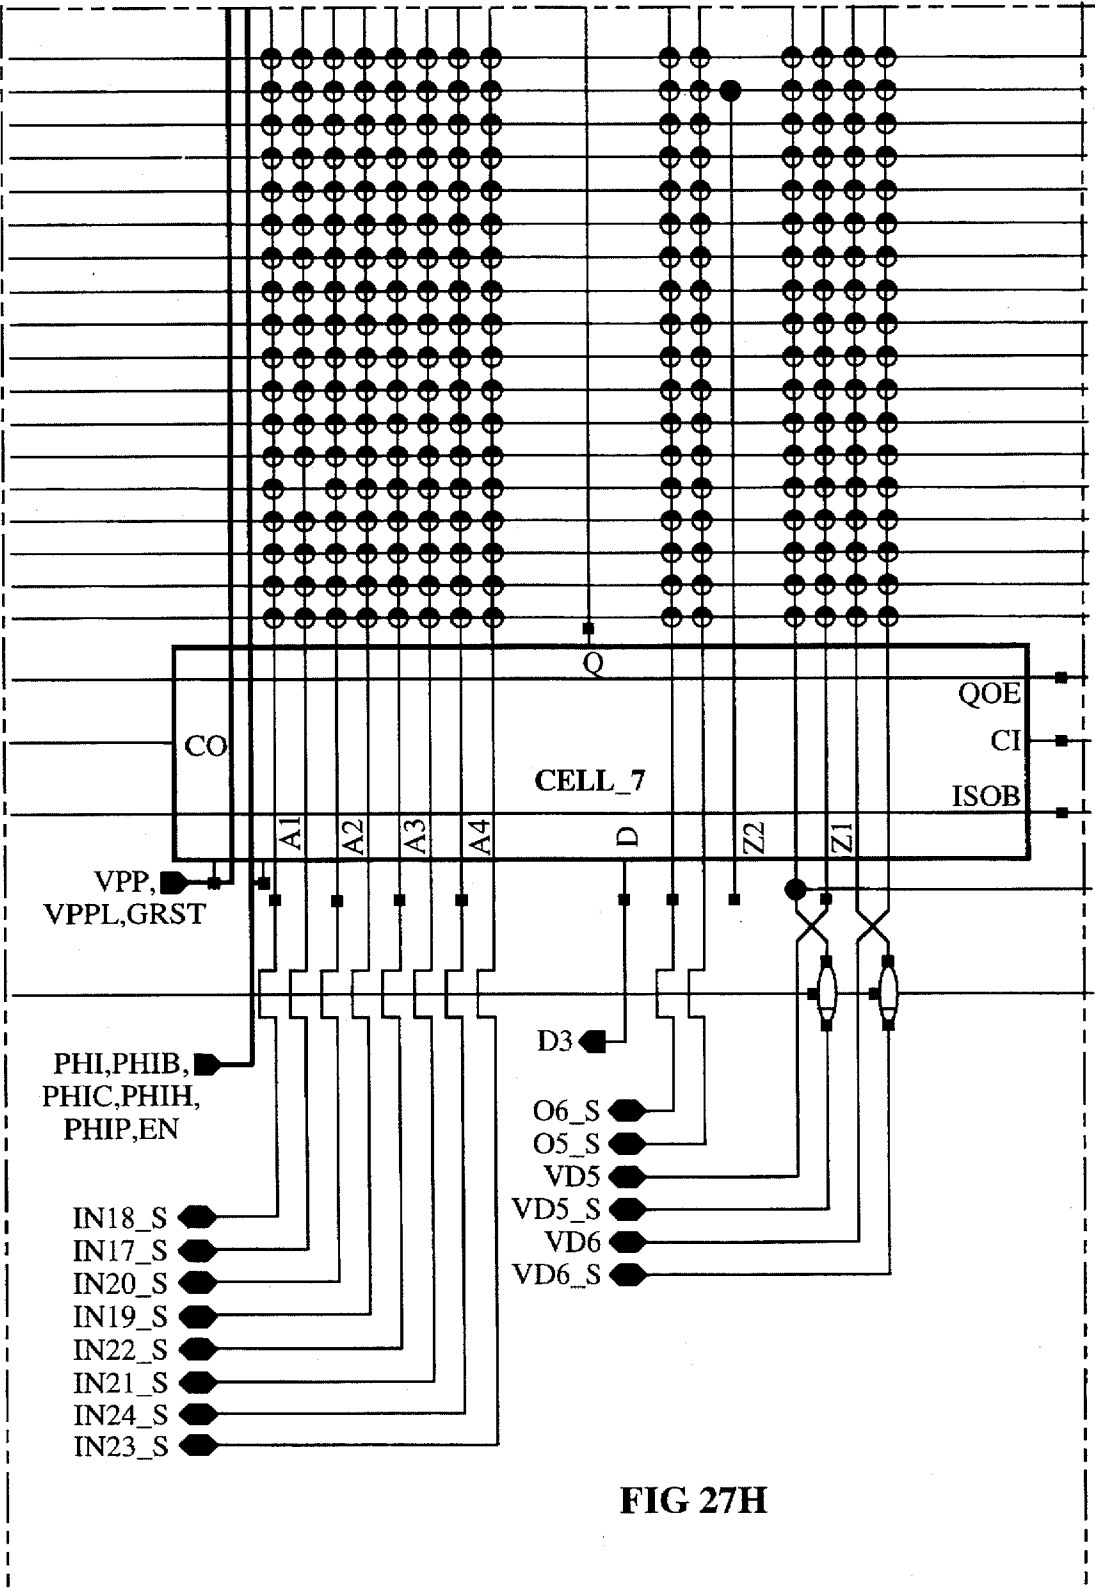 Q
QOE
CO
CI
CELL_7
ISOB
A1
A2
A3
A4
D
Z2
Z1
VPP,
VPPL,GRST
D3
PHI,PHIB,
PHIC,PHIH,
PHIP,EN
O6_S
O5_S
VD5
VD5_S
VD6
VD6_S
IN18_S
IN17_S
IN20_S
IN19_S
IN22_S
IN21_S
IN24_S
IN23_S
FIG 27H